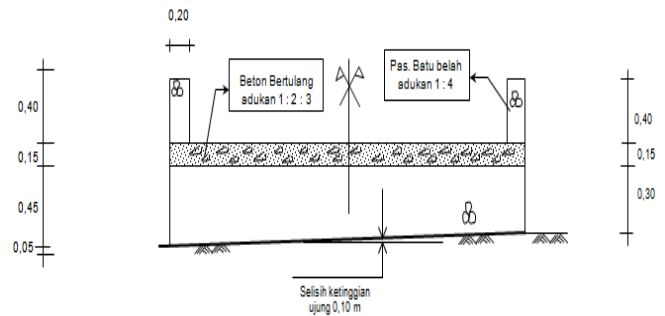 0,20
Beton Bertulang
adukan 1 : 2 : 3
Pas. Batu belah
adukan 1 : 4
0,40
0,15
0,45
0,05
0,40
0,15
0,30
Selisih ketinggian
ujung 0,10 m